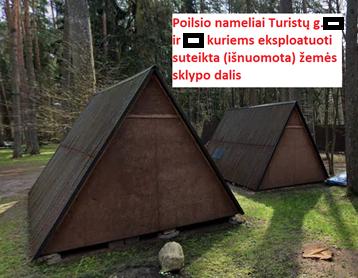 Poilsio nameliai Turistų g.
ir kuriems eksploatuoti
suteikta (išnuomota) žemės
sklypo dalis